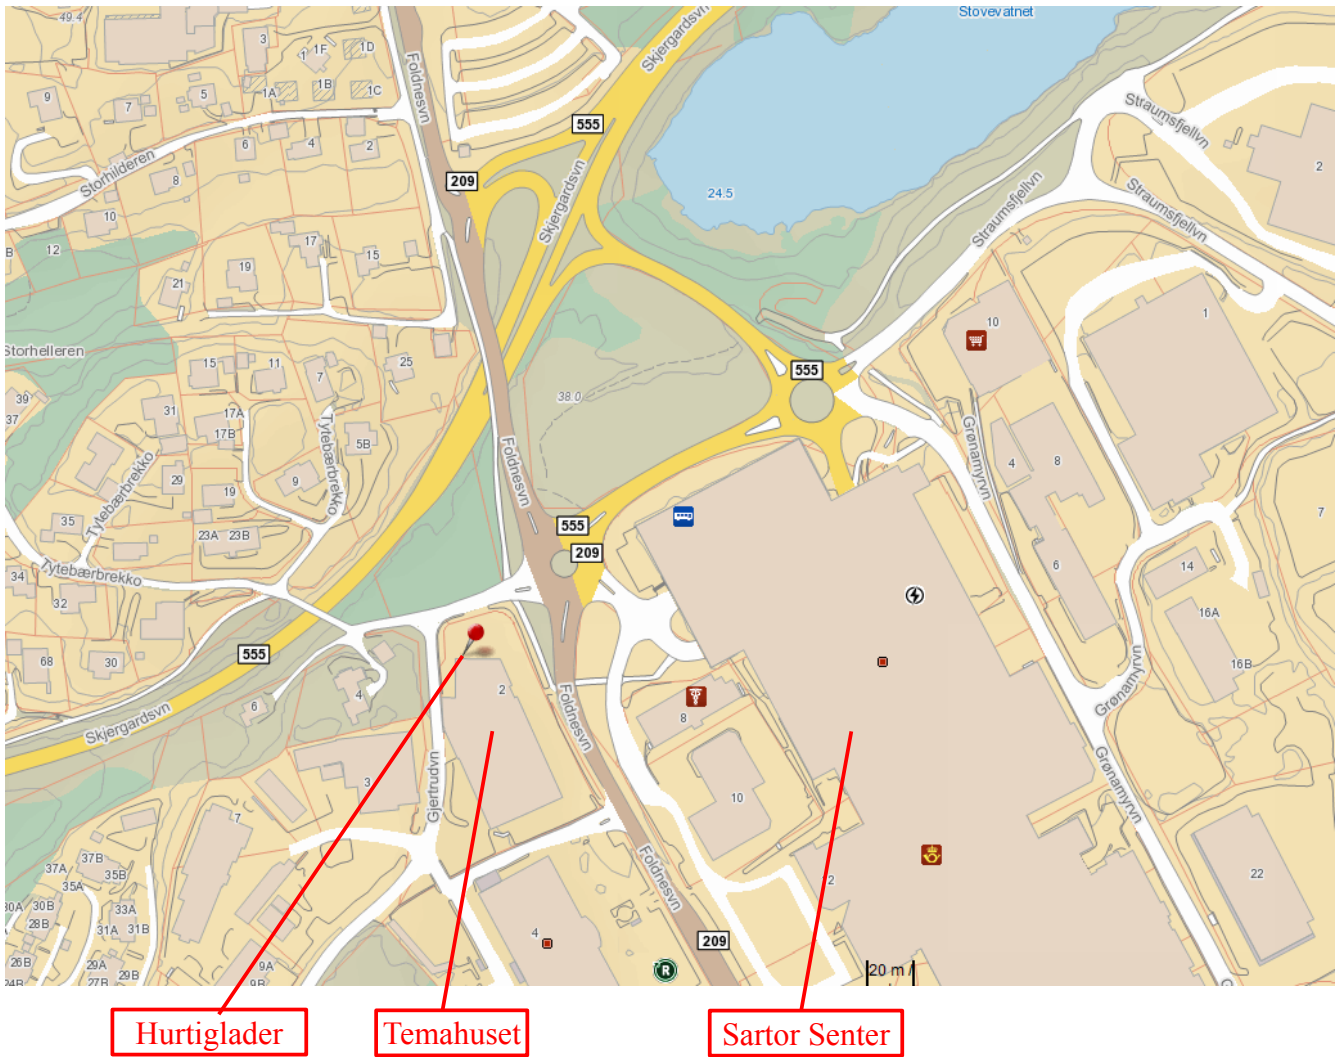 49.4
Stovevatnet
3
1F
1D
1
1A
1B
1C
9
7
5
Foldnesvn
Skjergardsvn
555
Straumsfjellvn
2
6
4
2
Storhilderen
8
209
10
24.5
Skjergardsvn
Straumsfjellvn
Straumsfjellvn
B
12
17
15
19
21
10
1
Storhelleren
15
11
7
25
555
39
37
31
17A
17B
38.0
Tytebærbrekko
5B
Grønamyrvn
4
8
Tytebærbrekko
29
9
19
Foldnesvn
35
23A
23B
555
7
209
Tytebærbrekko
34
32
6
14
16A
68
30
555
2
16B
4
6
8
Skjergardsvn
Foldnesvn
Grønamyrvn
3
Gjertrudvn
10
Grønamyrvn
7
37B
37A
35B
35A
Foldnesvn
12
22
30A
30B
33A
28B
31A
31B
4
209
26B
29A
29B
9A
24B
27B
9B
R
20 m /
G
Hurtiglader
Temahuset
Sartor Senter